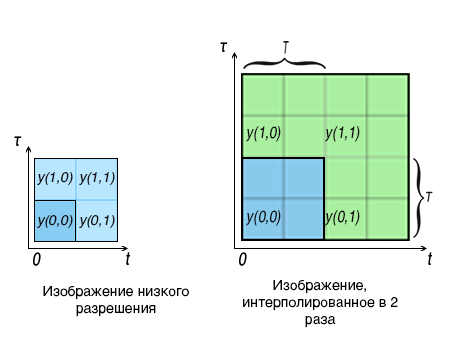 τ
y(1,0) y(1,1)
y(0,0) y(0,1)
0 t
Изображение низкого
разрешения
τ
T
y(1,0) y(1,1)
T
y(0,0) y(0,1)
0 t
Изображение,
интерполированное в 2
раза